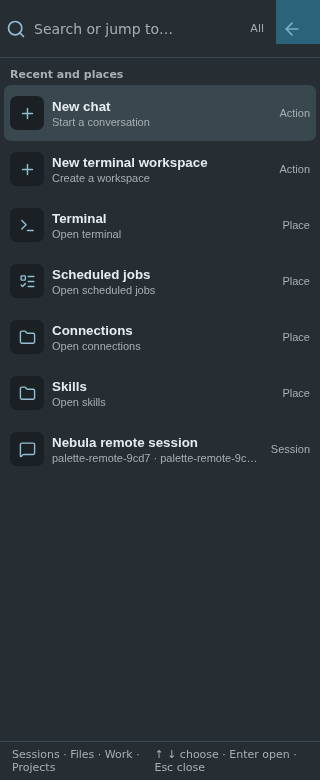 Search or jump to...
All
Recent and places
New chat
Start a conversation
Action
New terminal workspace
Create a workspace
Action
Terminal
Open terminal
Place
Scheduled jobs
Open scheduled jobs
Place
Connections
Open connections
Place
Skills
Open skills
Place
Nebula remote session
palette-remote-9cd7 · palette-remote-9c...
Session
Sessions · Files · Work ·
Projects
↑ ↓ choose · Enter open ·
Esc close